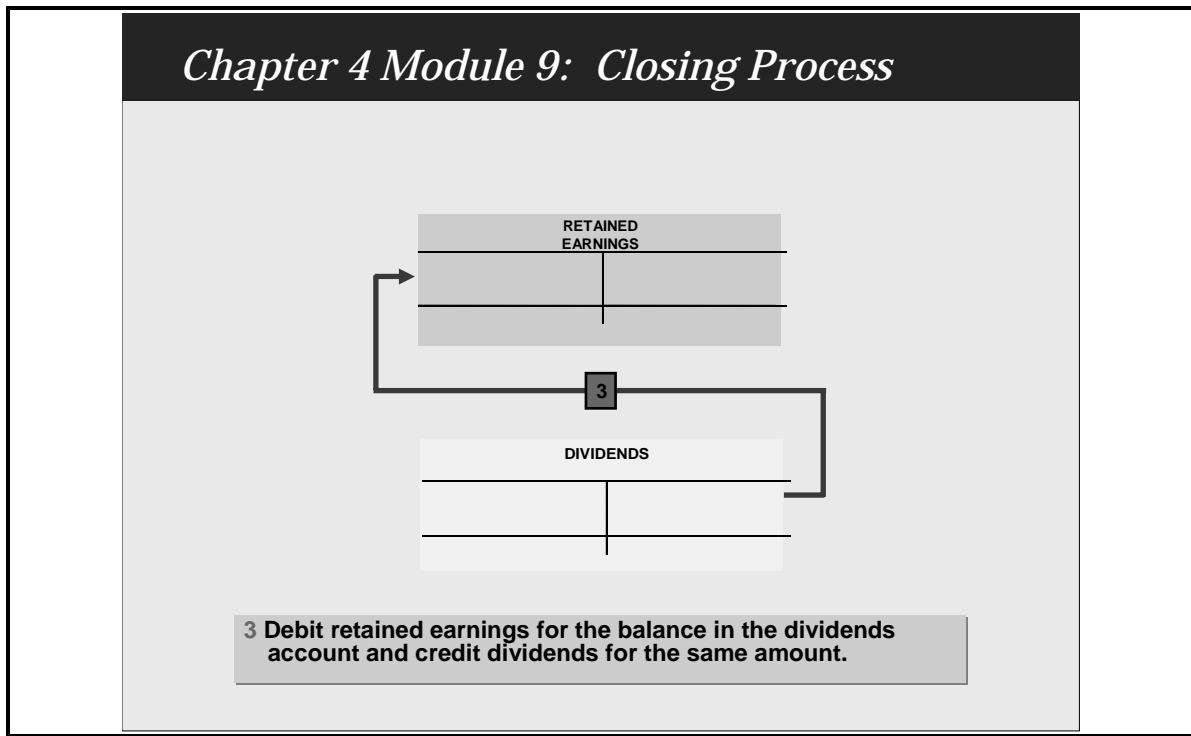 Chapter 4 Module 9: Closing Process
RETAINED
EARNINGS
3
DIVIDENDS
3 Debit retained earnings for the balance in the dividends
account and credit dividends for the same amount.